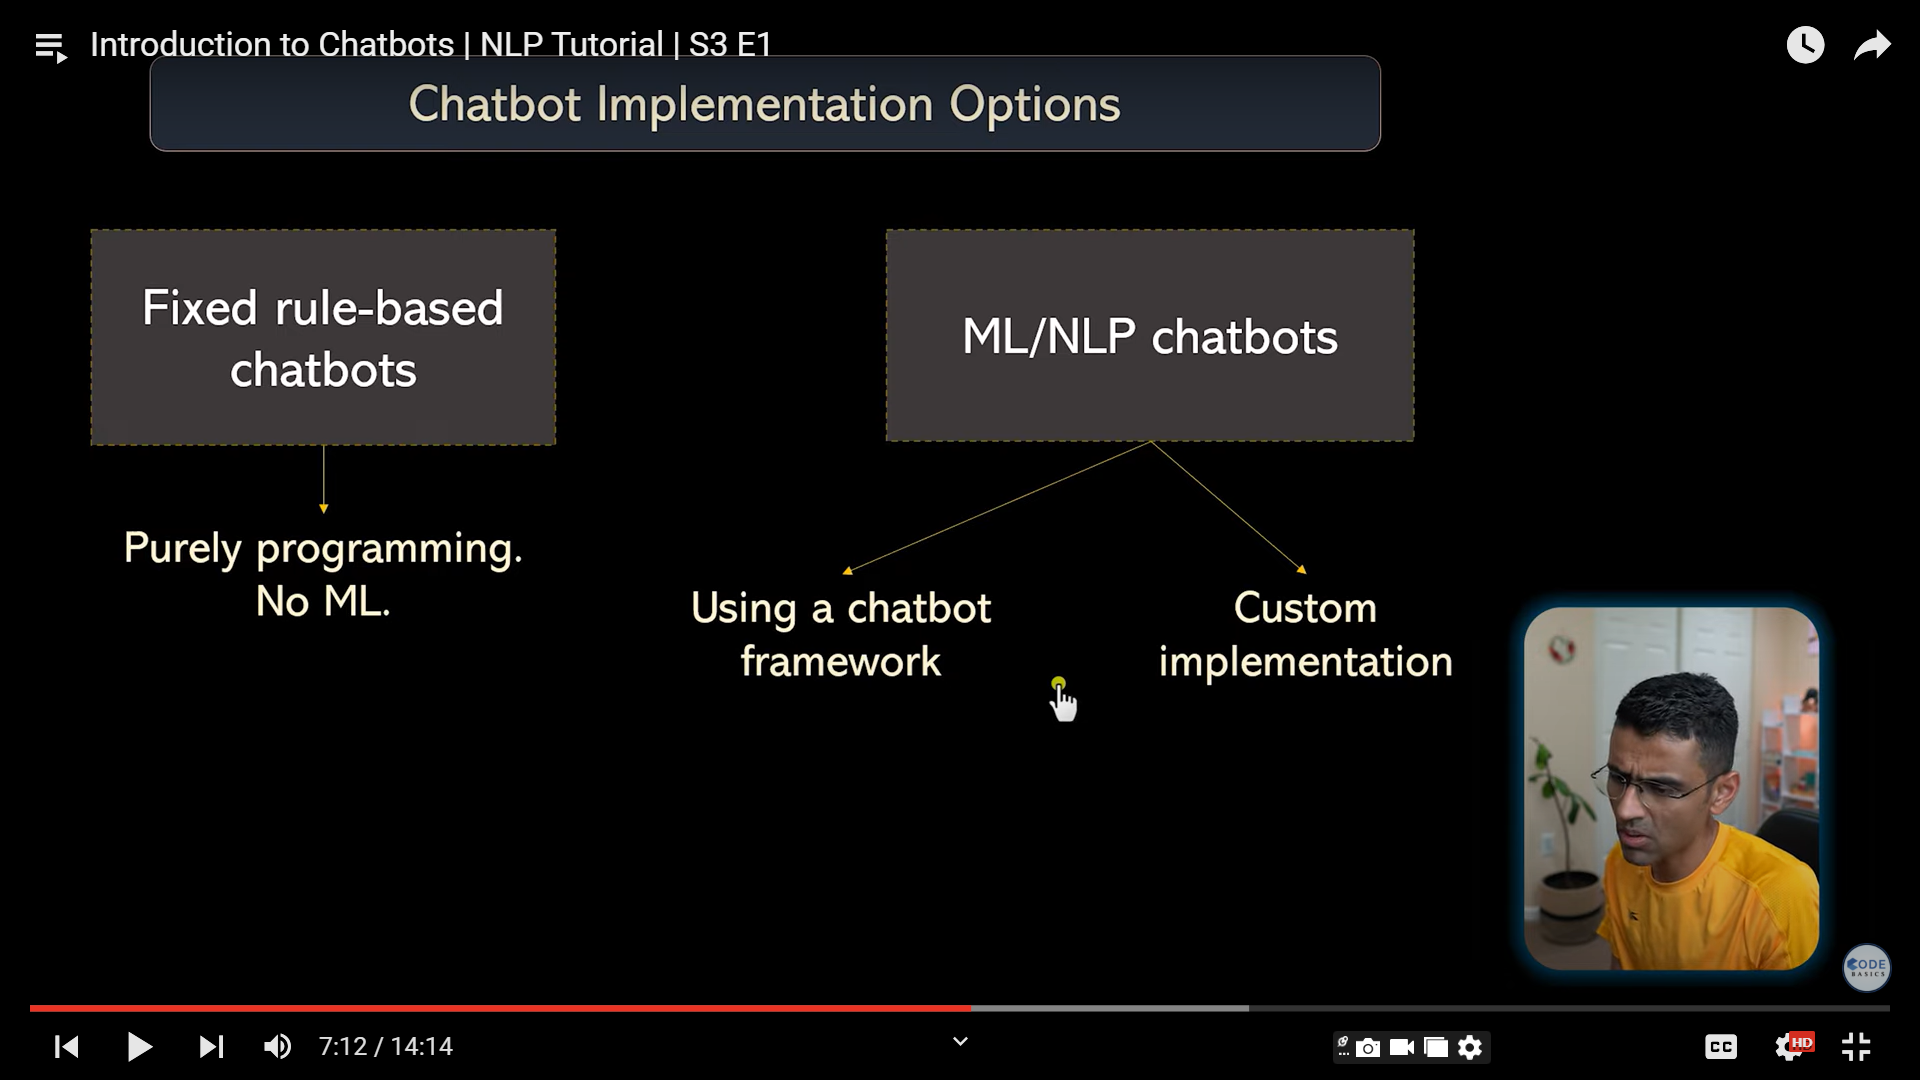 Introduction to Chatbots | NLP Tutorial | S3 E1
Chatbot Implementation Options
Fixed rule-based
chatbots
ML/NLP chatbots
Purely programming.
No ML.
Using a chatbot
framework
Custom
implementation
CODE
BASICS
7:12 / 14:14
CC
HD